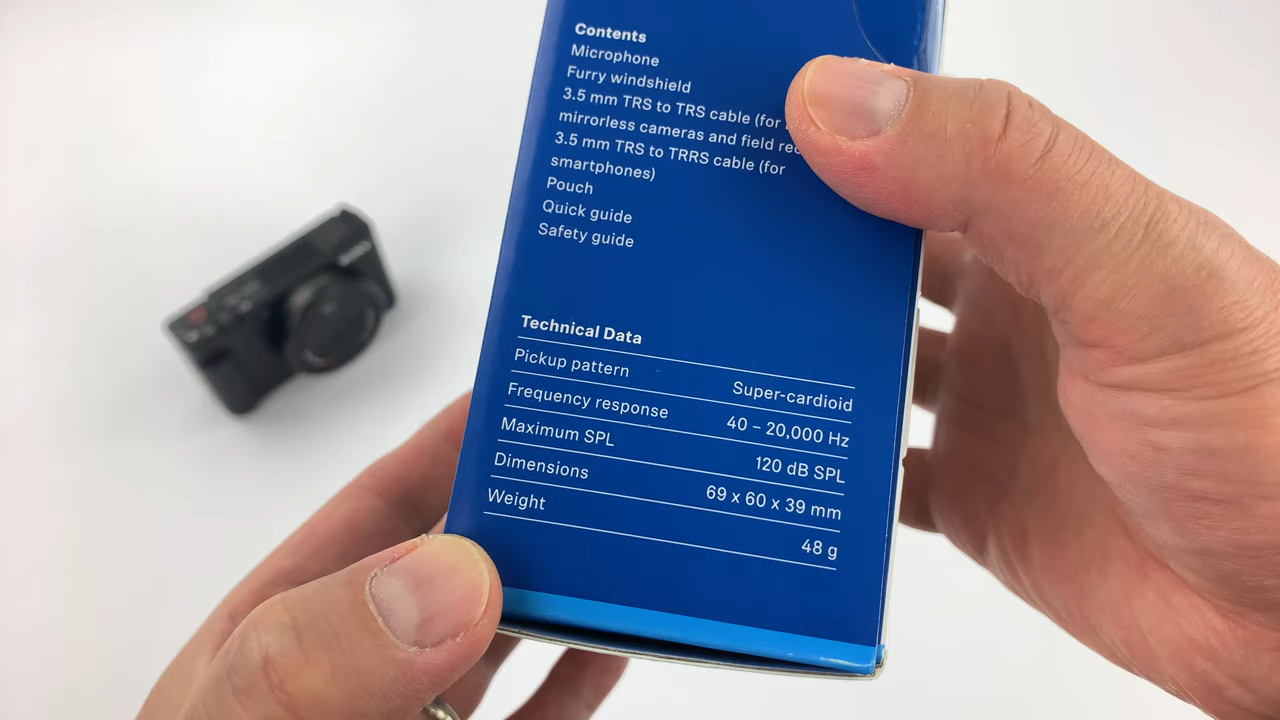 Contents
Microphone
Furry windshield
3.5 mm TRS to TRS cable (for
mirrorless cameras and field
3.5 mm TRS to TRRS cable (for
smartphones)
Pouch
Quick guide
Safety guide
Technical Data
Pickup pattern Super-cardioid
Frequency response 40 – 20,000 Hz
Maximum SPL 120 dB SPL
Dimensions 69 x 60 x 39 mm
Weight 48 g